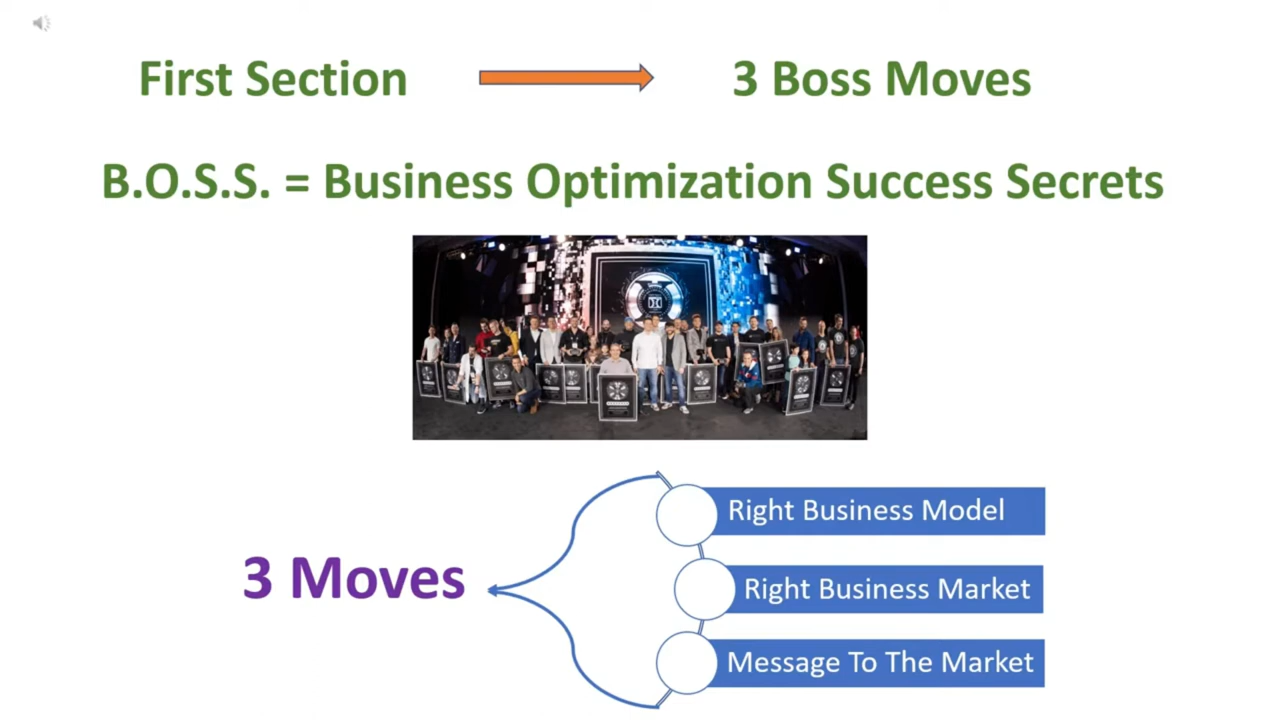 First Section
3 Boss Moves
B.O.S.S. = Business Optimization Success Secrets
Right Business Model
3 Moves
Right Business Market
Message To The Market